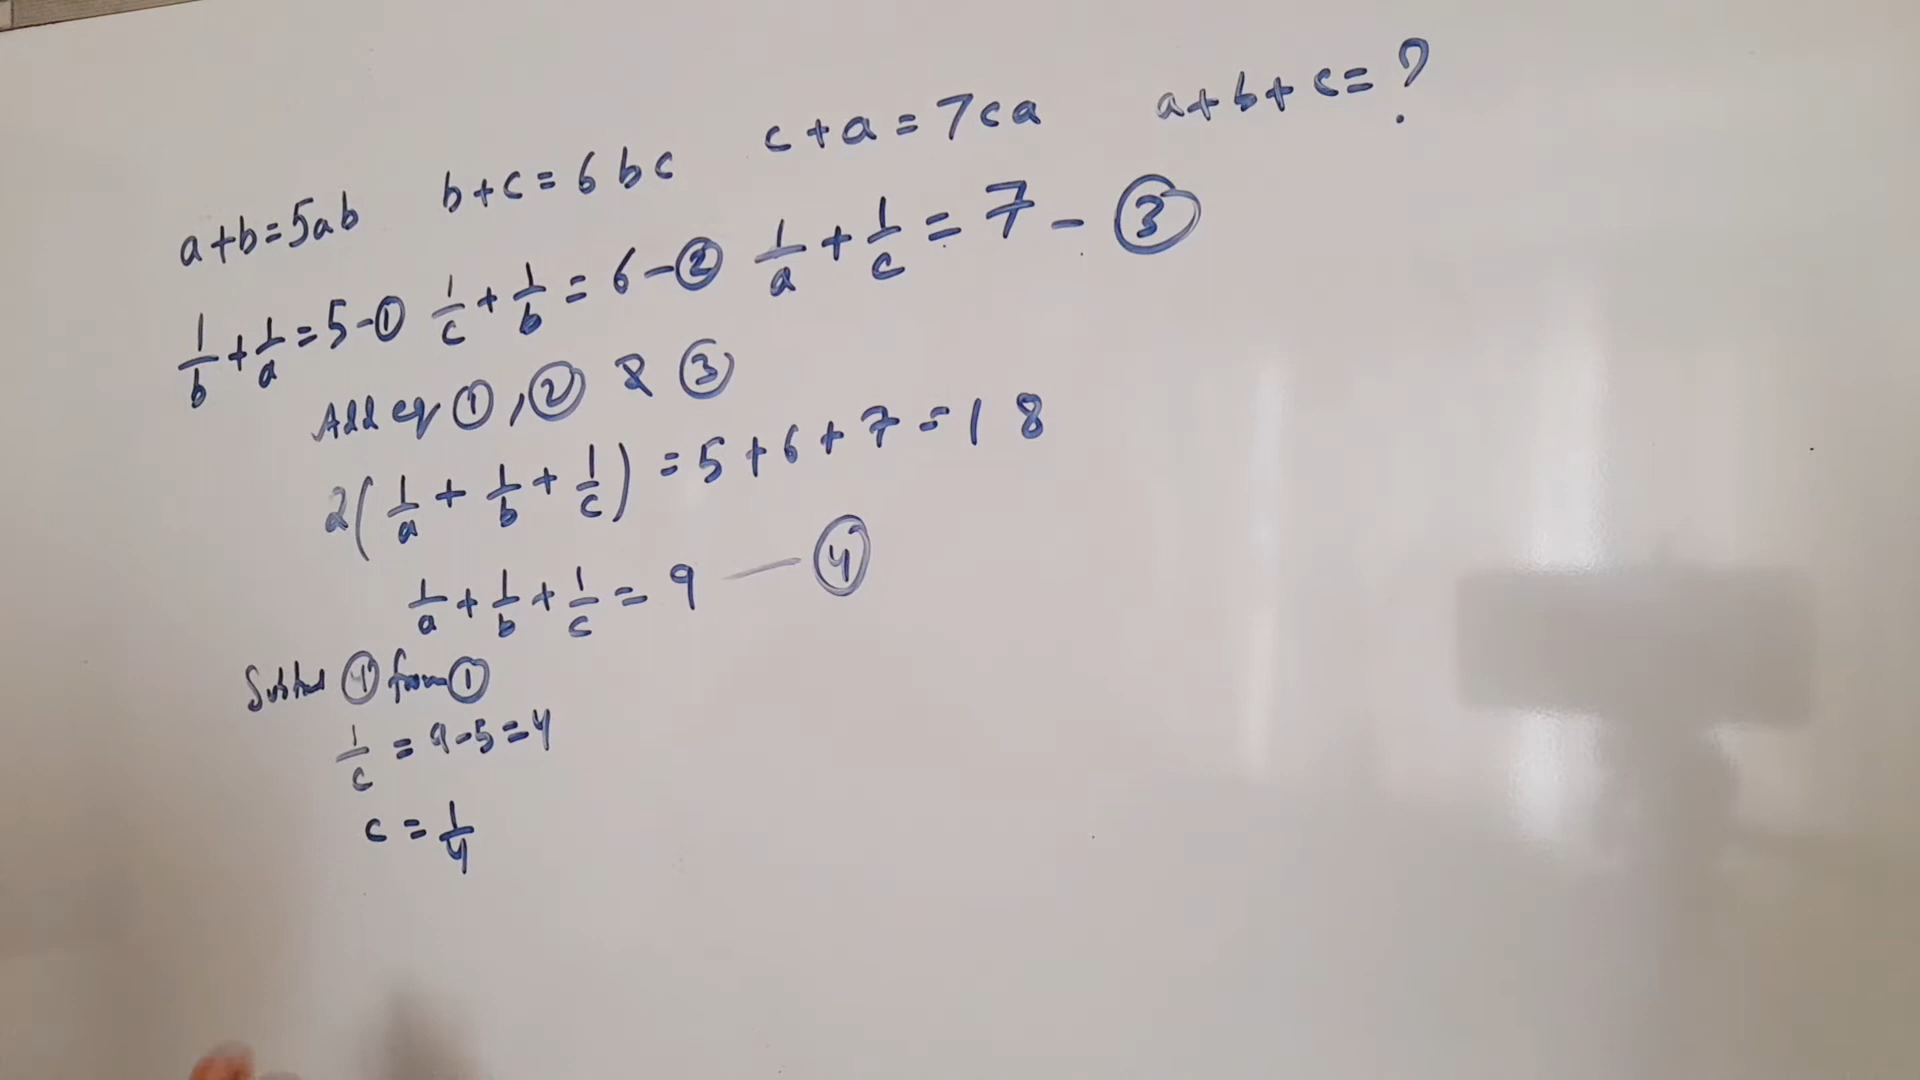 a+b=5ab b+c=6bc c+a=7ca a+b+c=?
1/b+1/a=5-① 1/c+1/b=6-② 1/a+1/c=7-③
Add eq ①,② & ③
2(1/a+1/b+1/c)=5+6+7=18
1/a+1/b+1/c=9—④
④ from ①
1/c=9-5=4
c=1/4